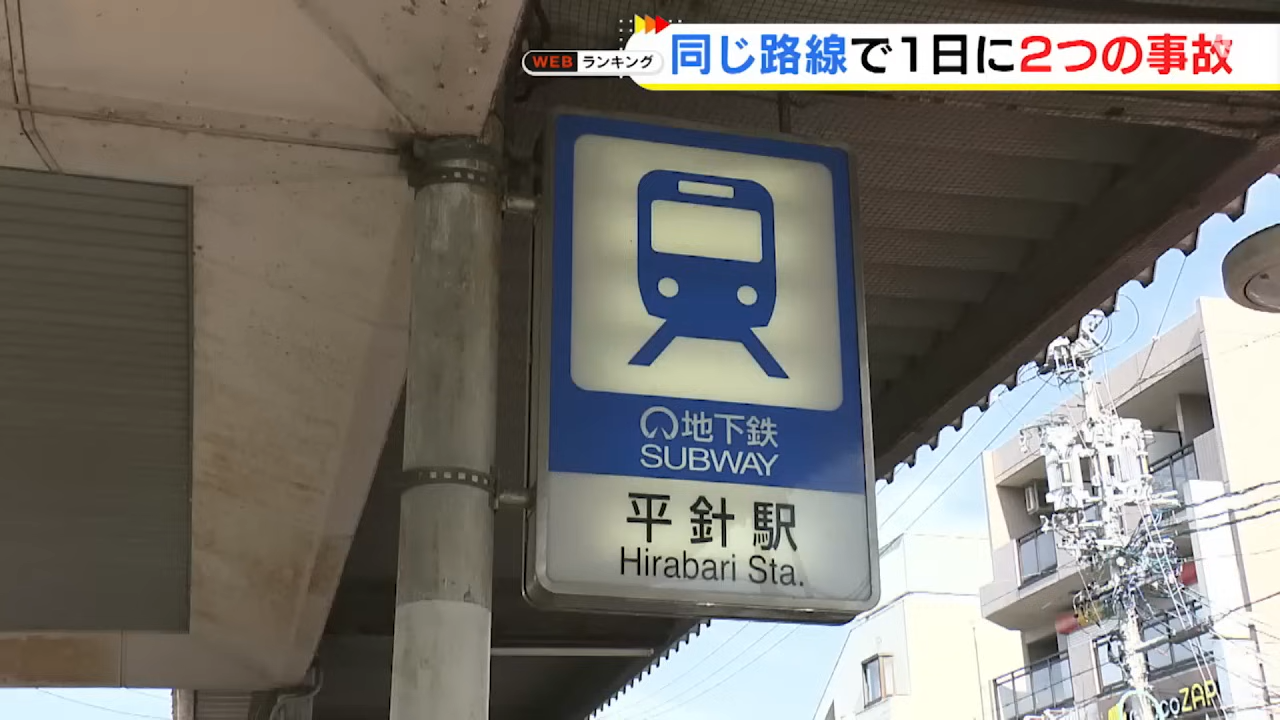 WEB ランキング
同じ路線で1日に2つの事故
地下鉄
SUBWAY
平針駅
Hirabari Sta.
ZAP